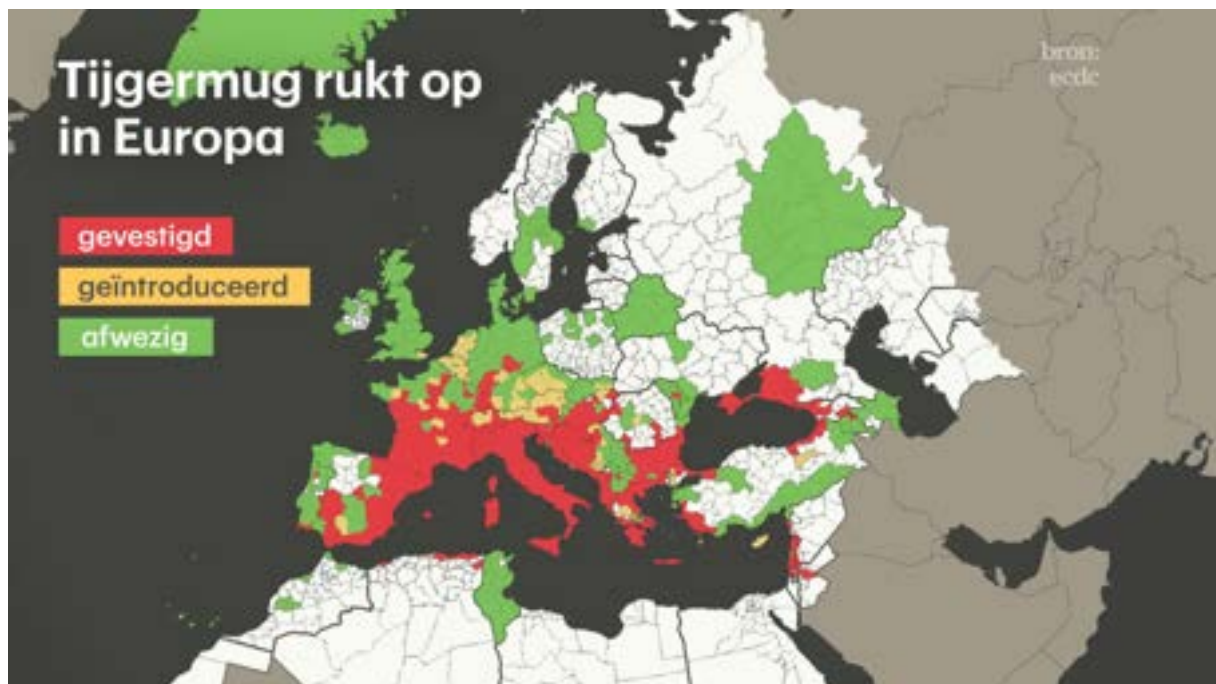 Tijgermug rukt op
in Europa
bron:
ecdc
gevestigd
geïntroduceerd
afwezig